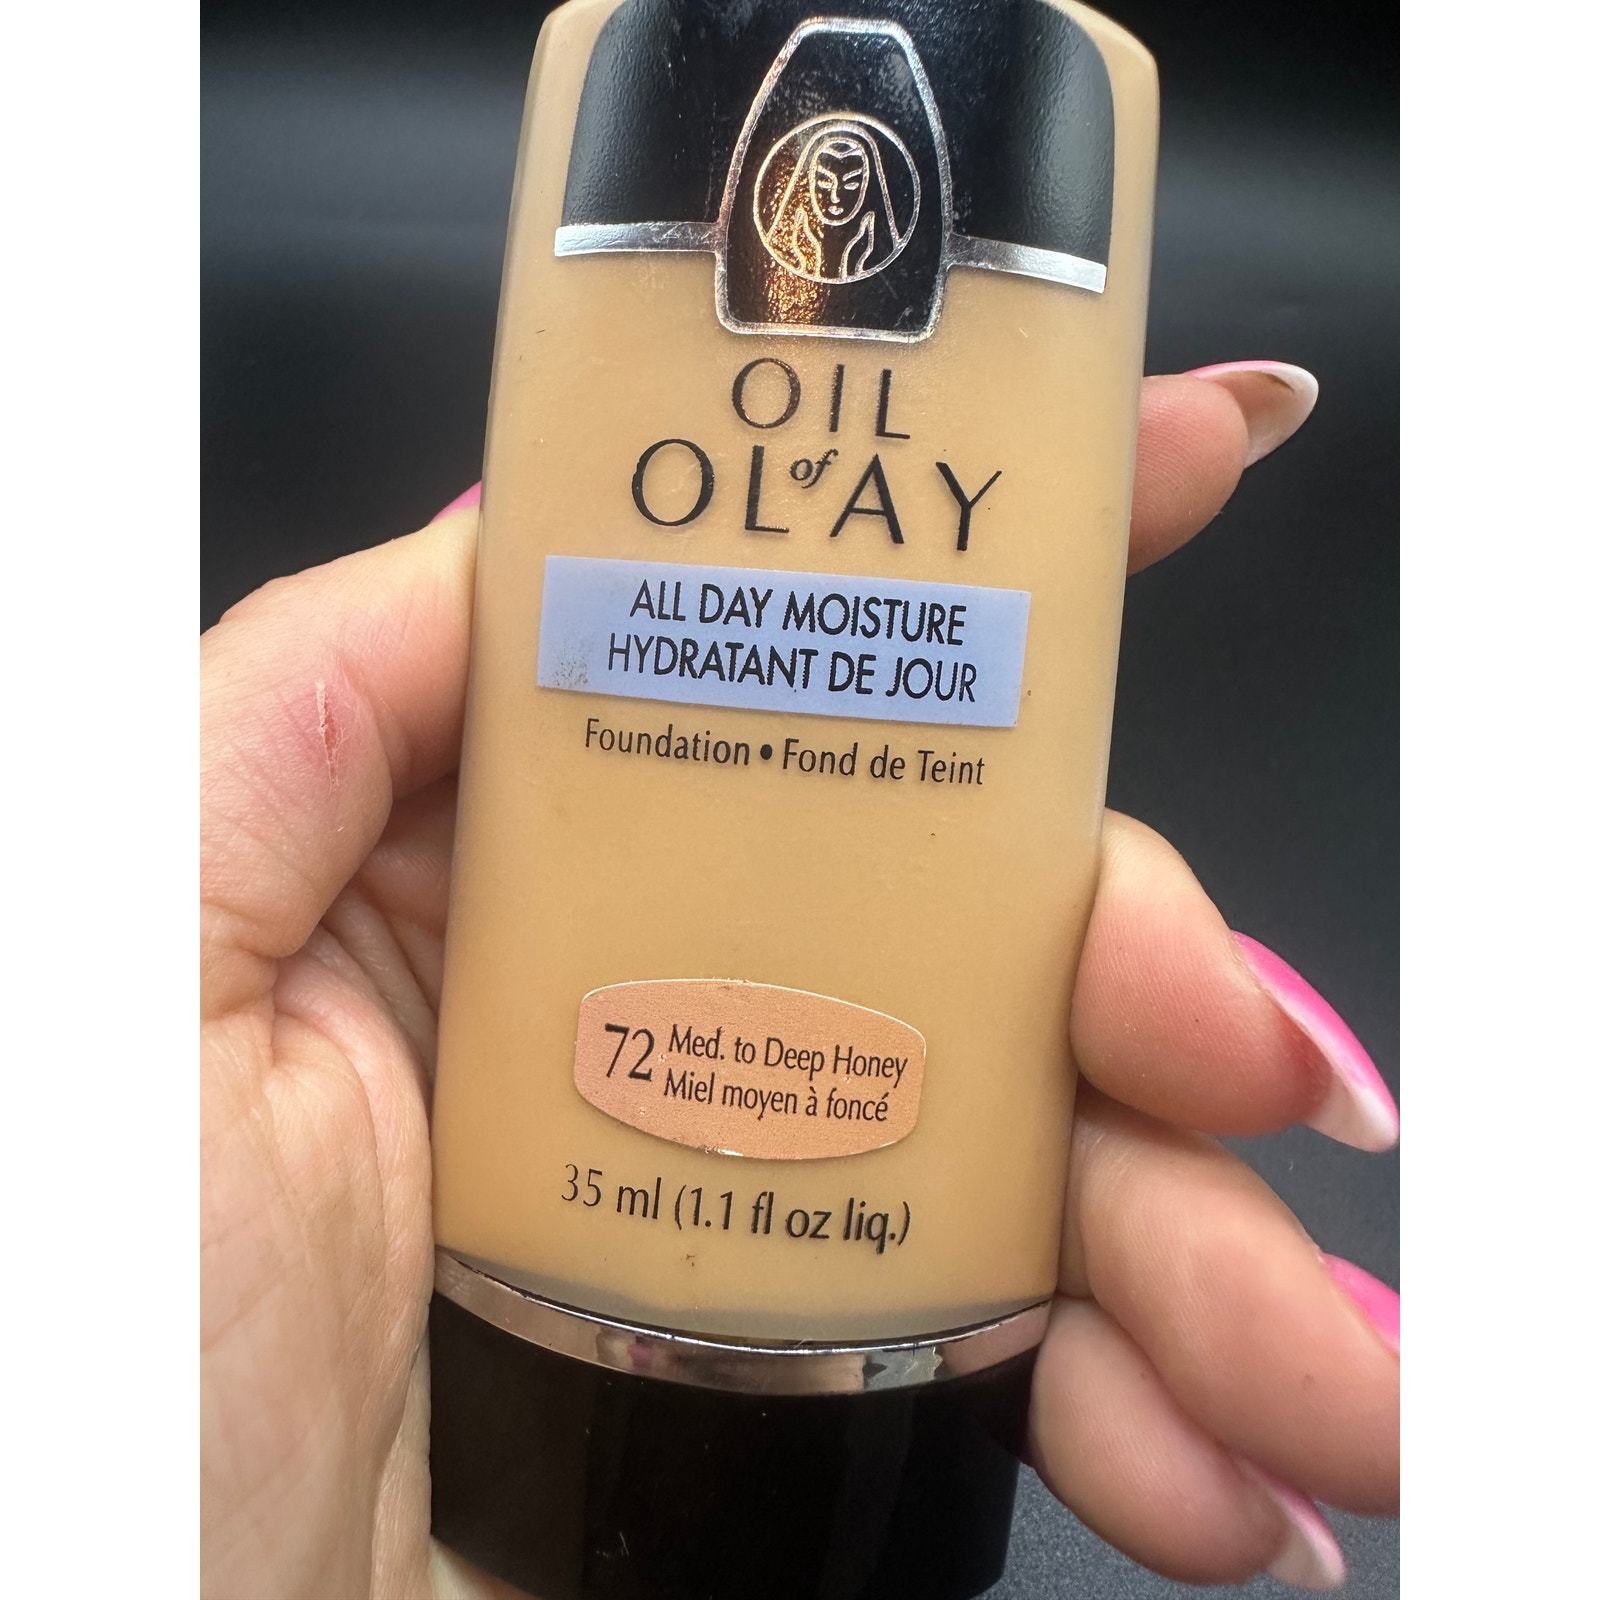 OIL
of
OLAY
ALL DAY MOISTURE
HYDRATANT DE JOUR
Foundation • Fond de Teint
72 Med. to Deep Honey
Miel moyen à foncé
35 ml (1.1 fl oz liq.)